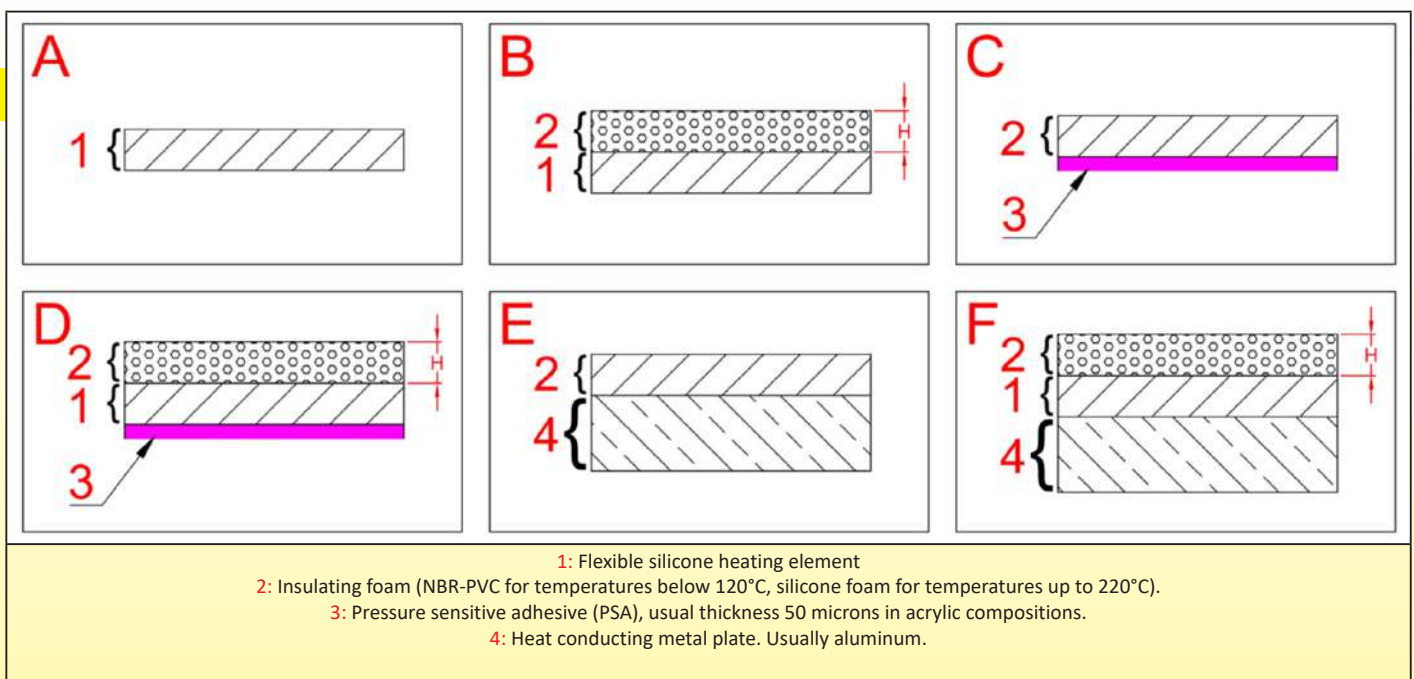 A
1
B
2
H
1
C
2
3
D
2
H
1
3
E
2
4
F
2
H
1
4
1: Flexible silicone heating element
2: Insulating foam (NBR-PVC for temperatures below 120°C, silicone foam for temperatures up to 220°C).
3: Pressure sensitive adhesive (PSA), usual thickness 50 microns in acrylic compositions.
4: Heat conducting metal plate. Usually aluminum.